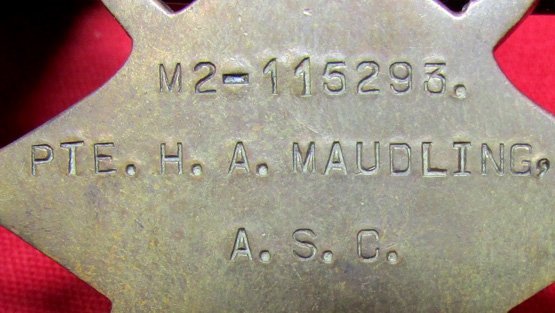 M2-115293.
PTE. H. A. MAUDLING,
A. S. C.